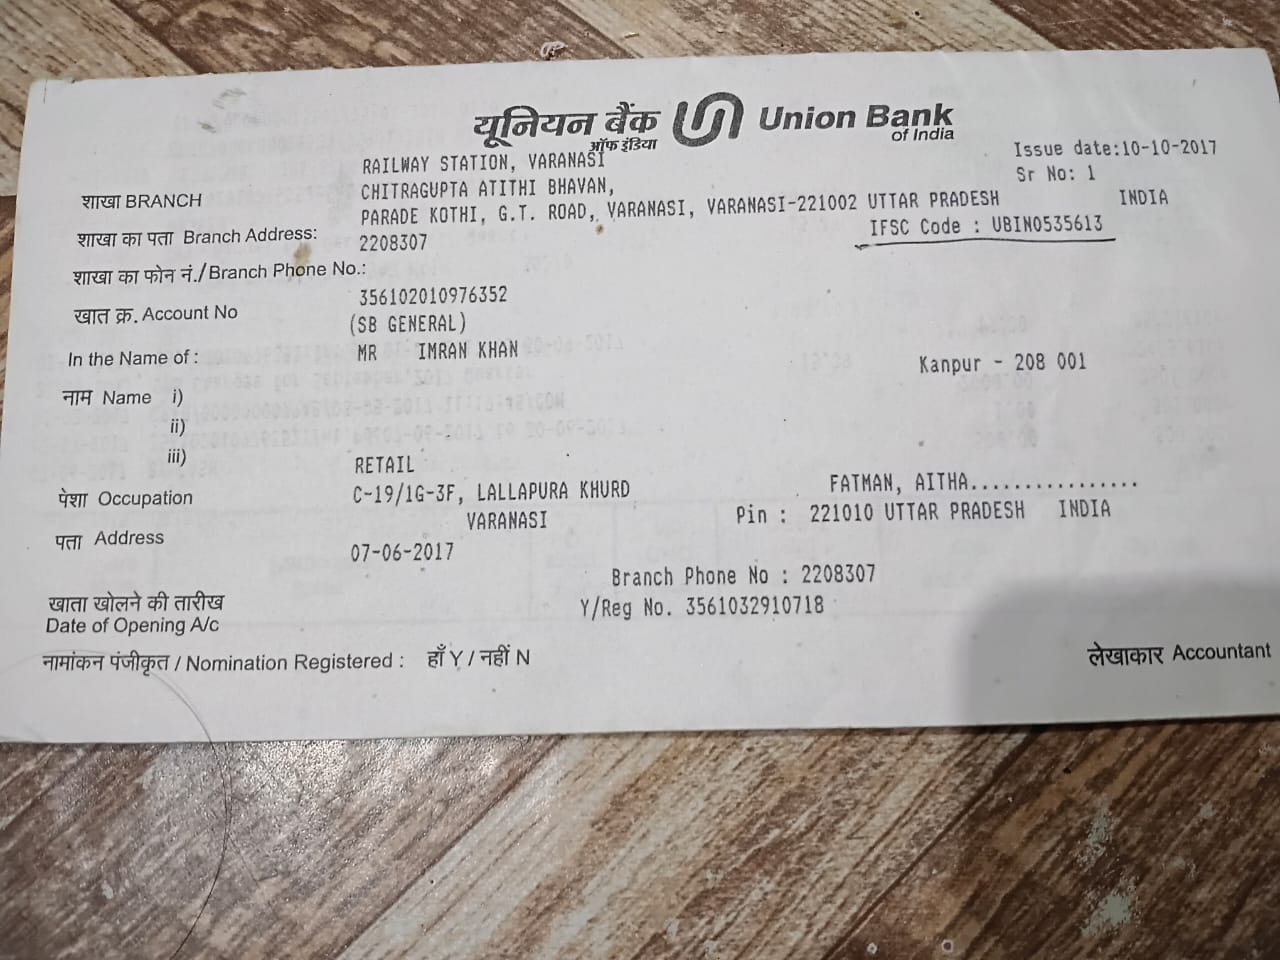 यूनियन बैंक Union Bank
ऑफ इंडिया of India
RAILWAY STATION, VARANASI
Issue date:10-10-2017
शाखा BRANCH CHITRAGUPTA ATITHI BHAVAN,
Sr No: 1
PARADE KOTHI, G.T. ROAD, VARANASI, VARANASI-221002 UTTAR PRADESH INDIA
शाखा का पता Branch Address: 2208307
IFSC Code : UBIN0535613
शाखा का फोन नं./Branch Phone No.:
356102010976352
खात क्र. Account No (SB GENERAL)
In the Name of : MR IMRAN KHAN
Kanpur - 208 001
नाम Name i)
ii)
iii)
RETAIL
पेशा Occupation C-19/1G-3F, LALLAPURA KHURD FATMAN, AITHA................
VARANASI Pin : 221010 UTTAR PRADESH INDIA
पता Address
07-06-2017
Branch Phone No : 2208307
खाता खोलने की तारीख Y/Reg No. 3561032910718
Date of Opening A/c
नामांकन पंजीकृत / Nomination Registered : हाँ Y / नहीं N
लेखाकार Accountant